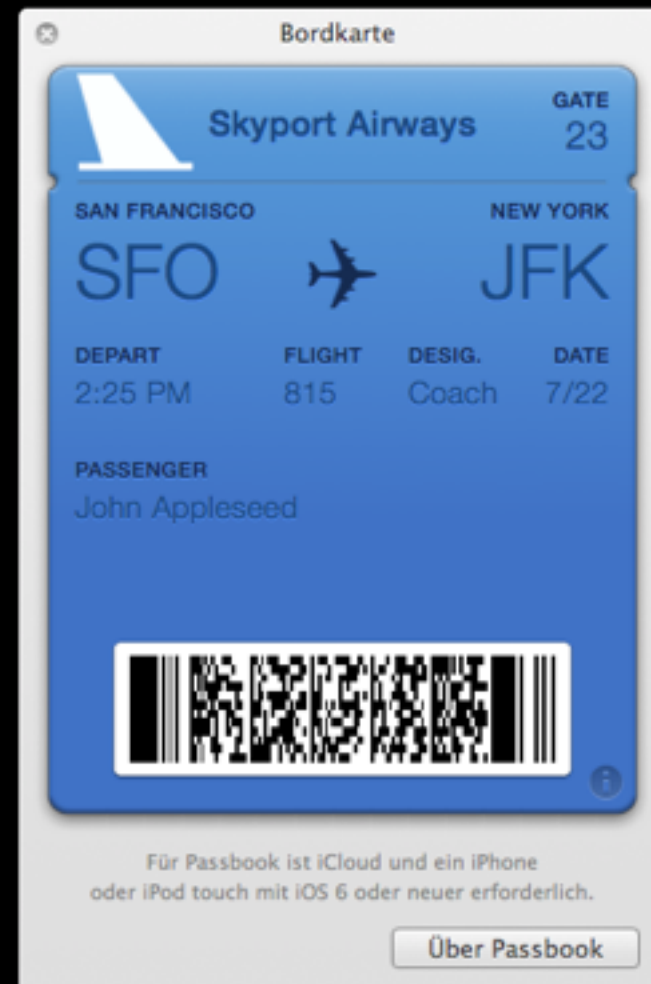 Bordkarte
Skyport Airways
GATE
23
SAN FRANCISCO NEW YORK
SFO JFK
DEPART FLIGHT DESIG. DATE
2:25 PM 815 Coach 7/22
PASSENGER
John Appleseed
Für Passbook ist iCloud und ein iPhone
oder iPod touch mit iOS 6 oder neuer erforderlich.
Über Passbook